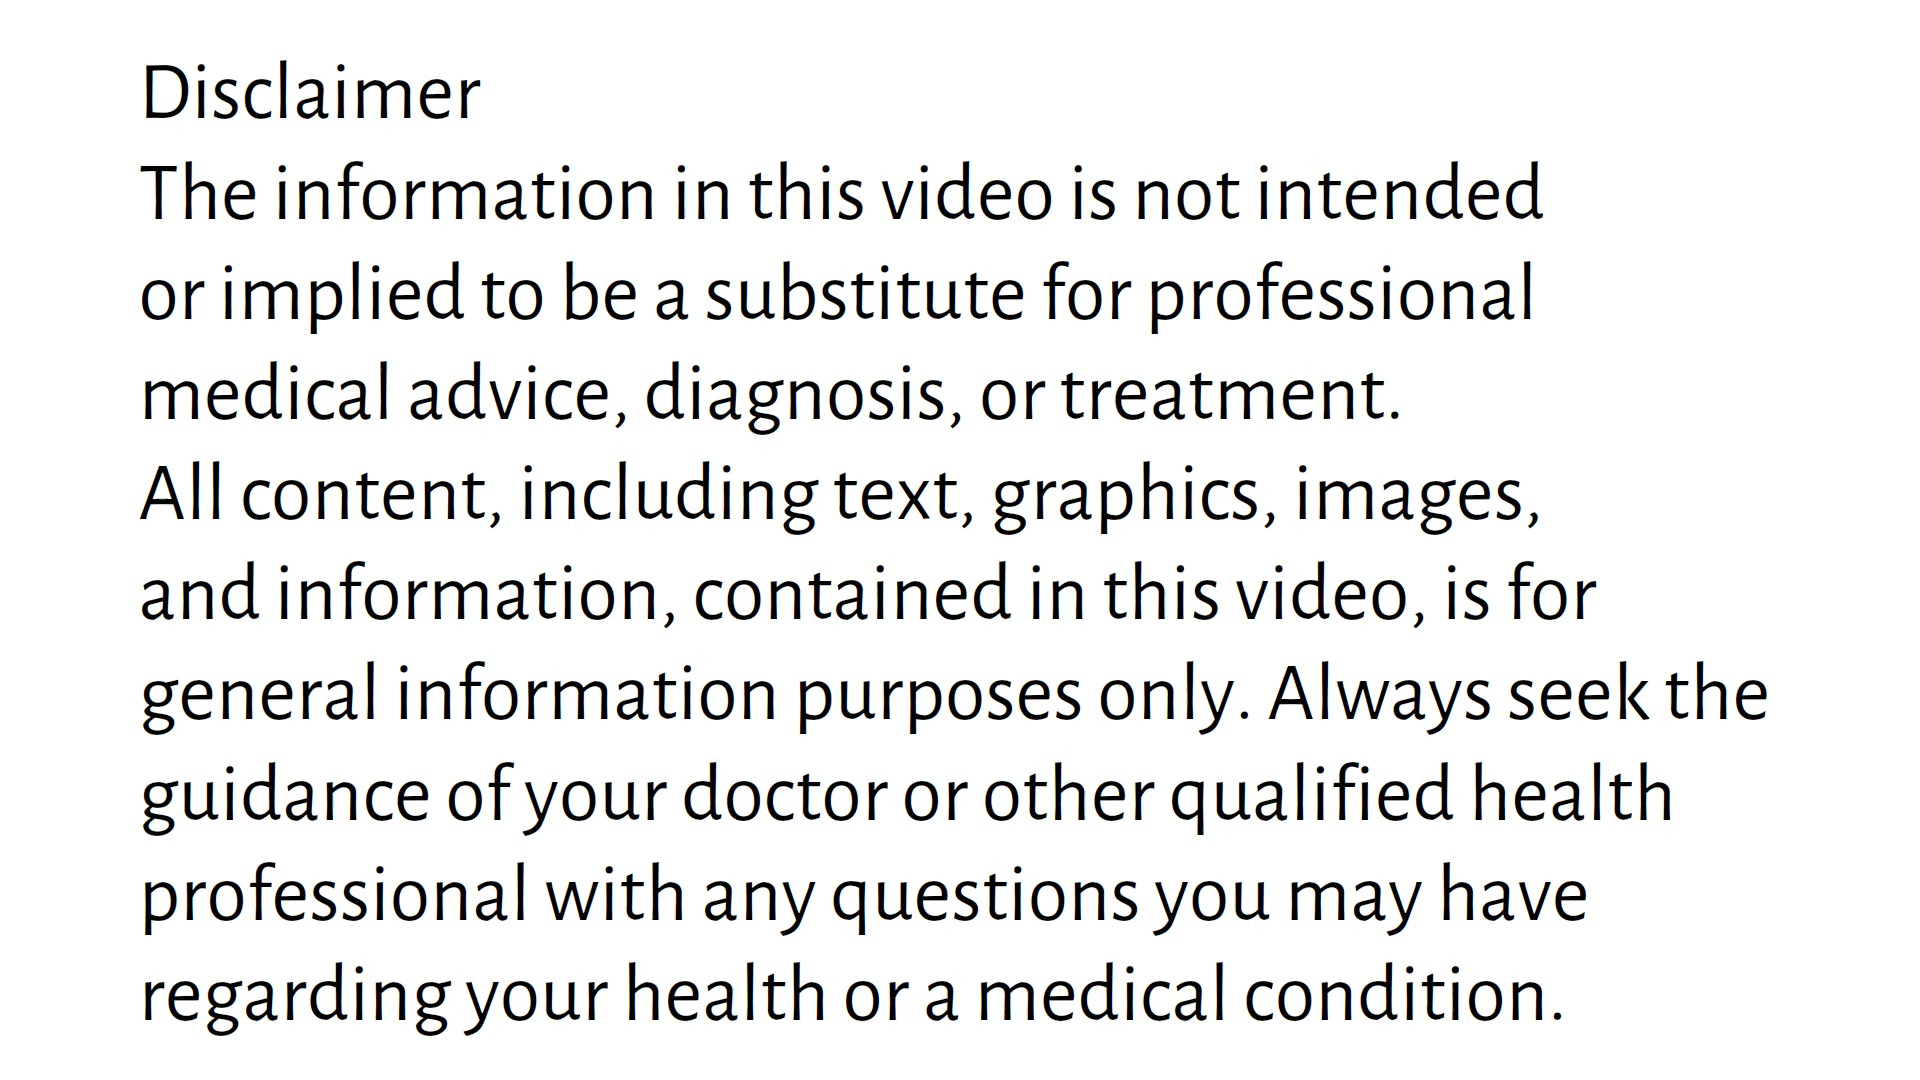 Disclaimer
The information in this video is not intended
or implied to be a substitute for professional
medical advice, diagnosis, or treatment.
All content, including text, graphics, images,
and information, contained in this video, is for
general information purposes only. Always seek the
guidance of your doctor or other qualified health
professional with any questions you may have
regarding your health or a medical condition.